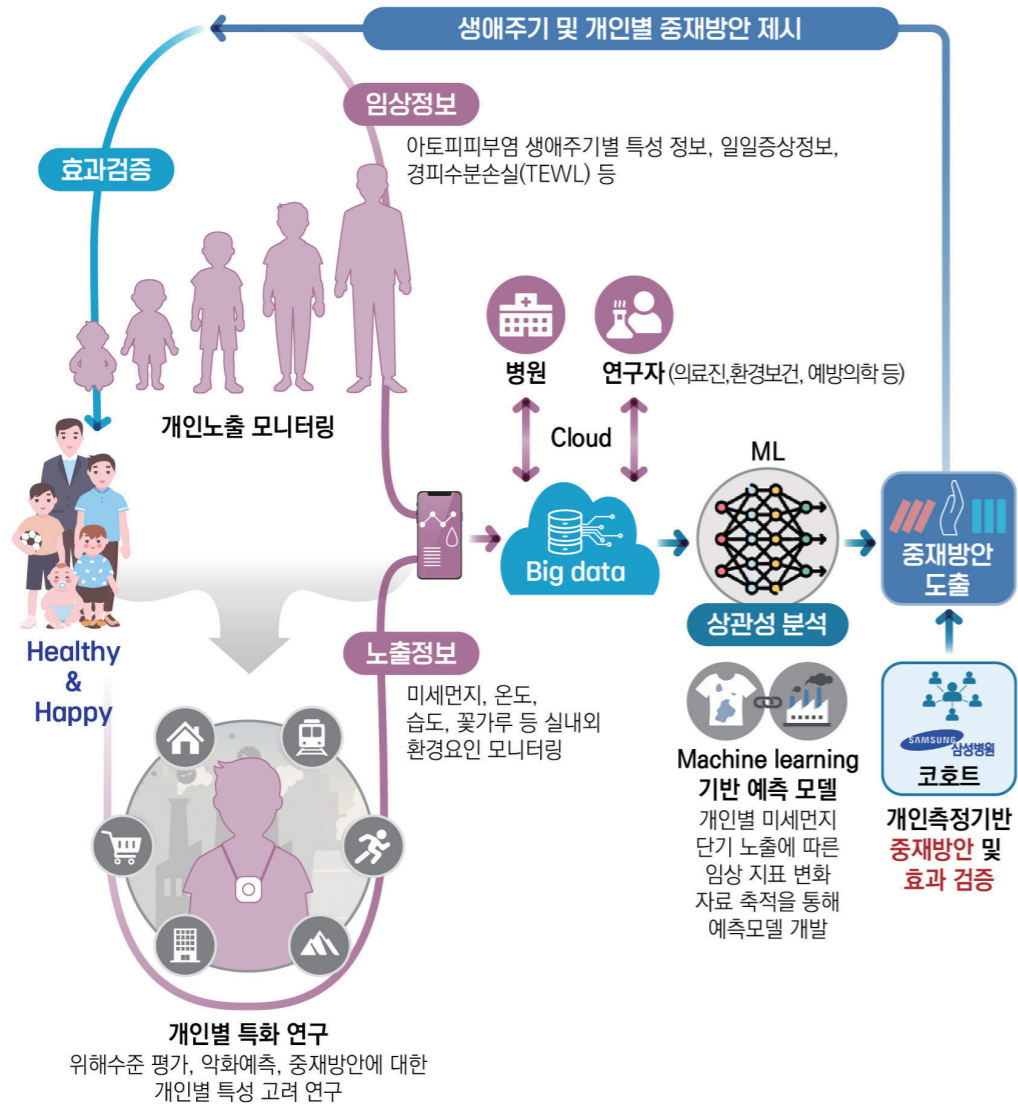 생애주기 및 개인별 중재방안 제시
임상정보
아토피피부염 생애주기별 특성 정보, 일일증상정보,
경피수분손실(TEWL) 등
효과검증
개인노출 모니터링
병원
연구자 (의료진,환경보건, 예방의학 등)
Cloud
Big data
ML
상관성 분석
중재방안
도출
Healthy
&
Happy
노출정보
미세먼지, 온도,
습도, 꽃가루 등 실내외
환경요인 모니터링
Machine learning
기반 예측 모델
개인별 미세먼지
단기 노출에 따른
임상 지표 변화
자료 축적을 통해
예측모델 개발
SAMSUNG
삼성병원
코호트
개인측정기반
중재방안 및
효과 검증
개인별 특화 연구
위해수준 평가, 악화예측, 중재방안에 대한
개인별 특성 고려 연구